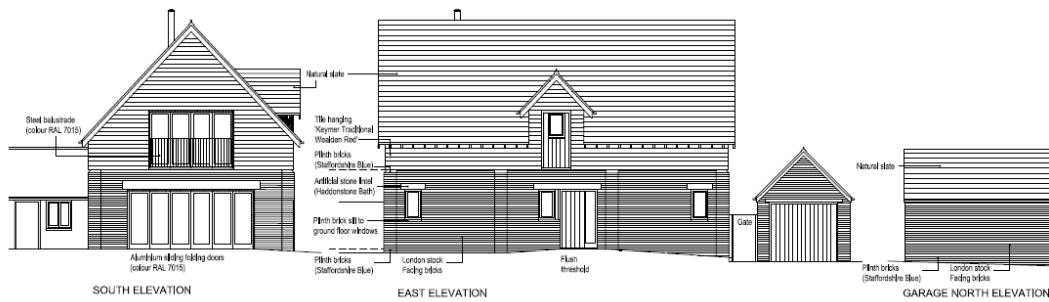 Natural slate
Steel balustrade
(colour RAL 7015)
Tile hanging
'Keymer Traditional
Wealden Red'
Plinth bricks
(Staffordshire Blue)
Artificial stone lintel
(Haddonstone Bath)
Plinth brick sill to
ground floor windows
Aluminium sliding folding doors
(colour RAL 7015)
Plinth bricks
(Staffordshire Blue)
London stock
Facing bricks
Flush
threshold
Gate
Natural slate
Plinth bricks
(Staffordshire Blue)
London stock
Facing bricks
SOUTH ELEVATION
EAST ELEVATION
GARAGE NORTH ELEVATION